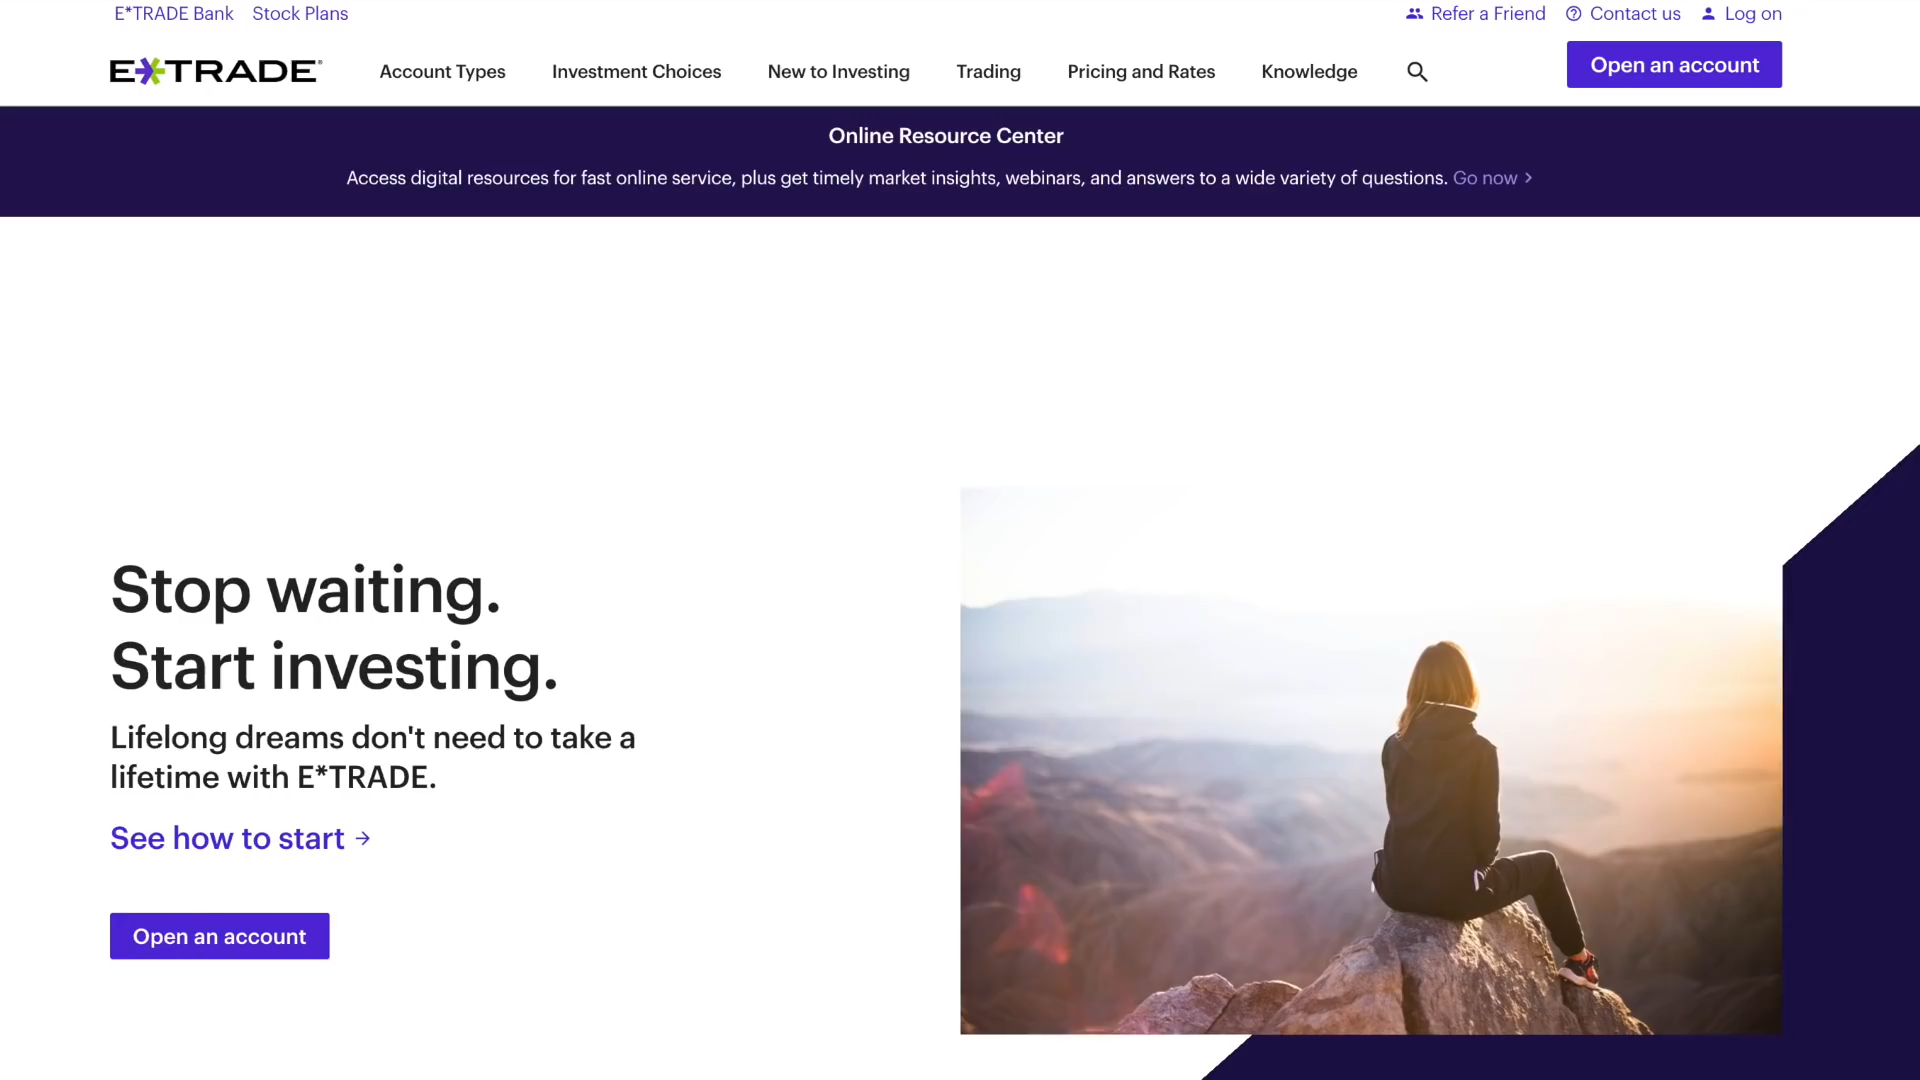 E*TRADE Bank Stock Plans
Refer a Friend Contact us Log on
E*TRADE®
Account Types Investment Choices New to Investing Trading Pricing and Rates Knowledge
Open an account
Online Resource Center
Access digital resources for fast online service, plus get timely market insights, webinars, and answers to a wide variety of questions. Go now >
Stop waiting.
Start investing.
Lifelong dreams don't need to take a
lifetime with E*TRADE.
See how to start →
Open an account